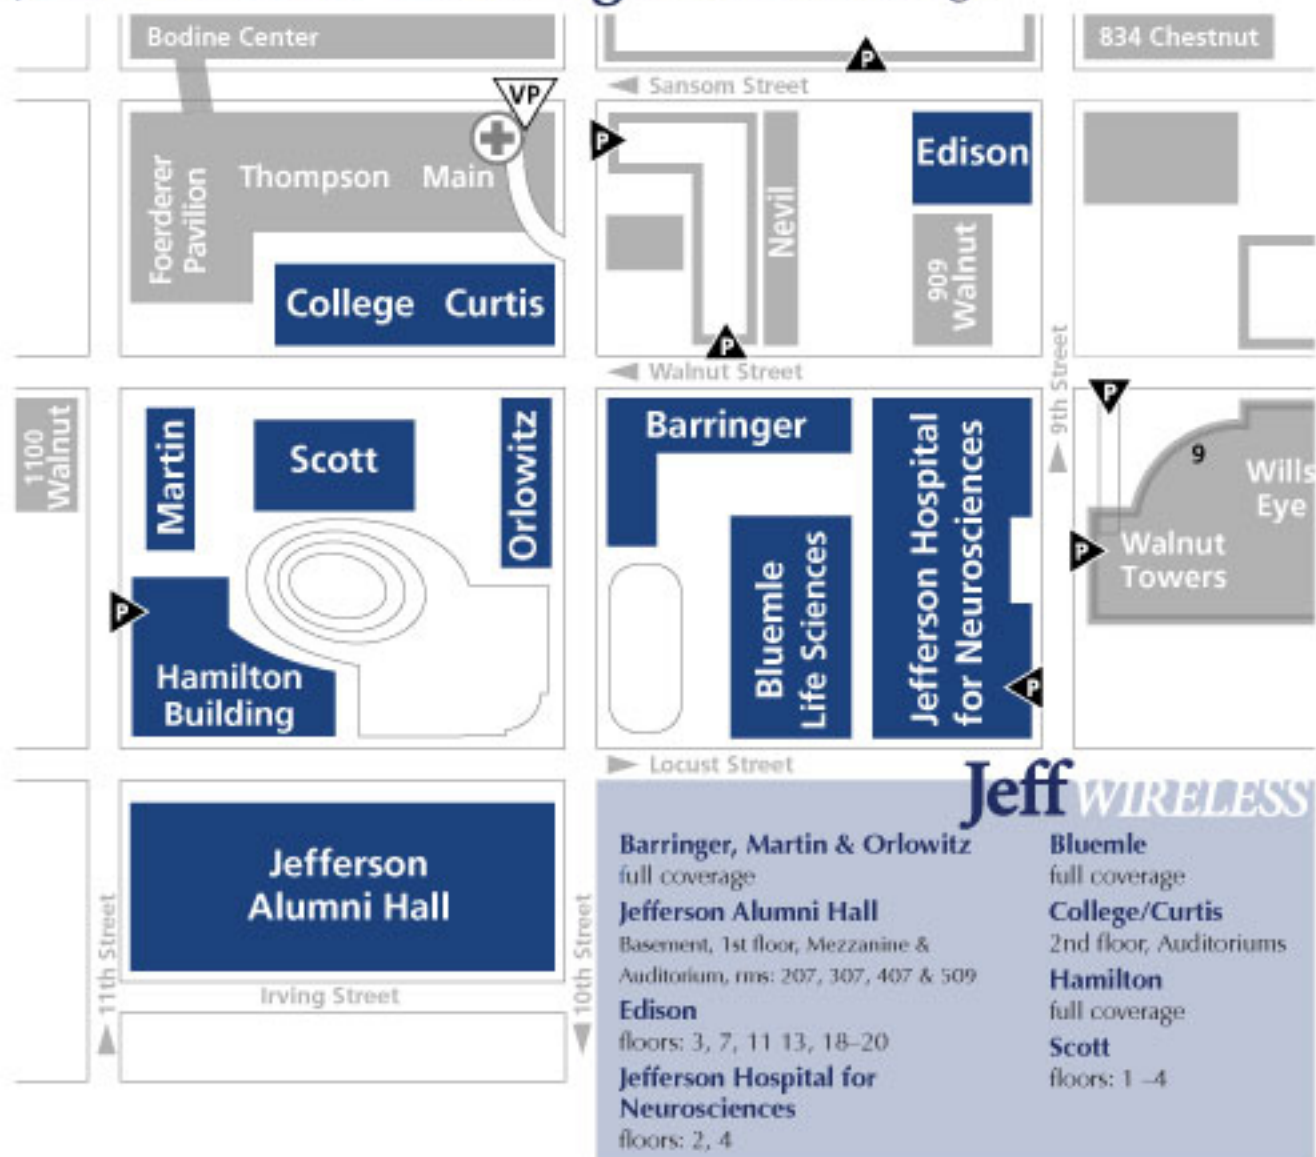 Bodine Center
834 Chestnut
P
Sansom Street
VP
P
Edison
Foerderer
Pavilion
Thompson Main
Nevil
909
Walnut
College Curtis
P
Walnut Street
9th Street
P
1100
Walnut
Martin
Scott
Orlowitz
Barringer
Jefferson Hospital
for Neurosciences
9
Wills
Eye
Bluemle
Life Sciences
P
Walnut
Towers
P
Hamilton
Building
P
Locust Street
Jeff WIRELESS
Jefferson
Alumni Hall
11th Street
10th Street
Irving Street
Barringer, Martin & Orlowitz
full coverage
Jefferson Alumni Hall
Basement, 1st floor, Mezzanine &
Auditorium, rms: 207, 307, 407 & 509
Edison
floors: 3, 7, 11 13, 18–20
Jefferson Hospital for
Neurosciences
floors: 2, 4
Bluemle
full coverage
College/Curtis
2nd floor, Auditoriums
Hamilton
full coverage
Scott
floors: 1 –4